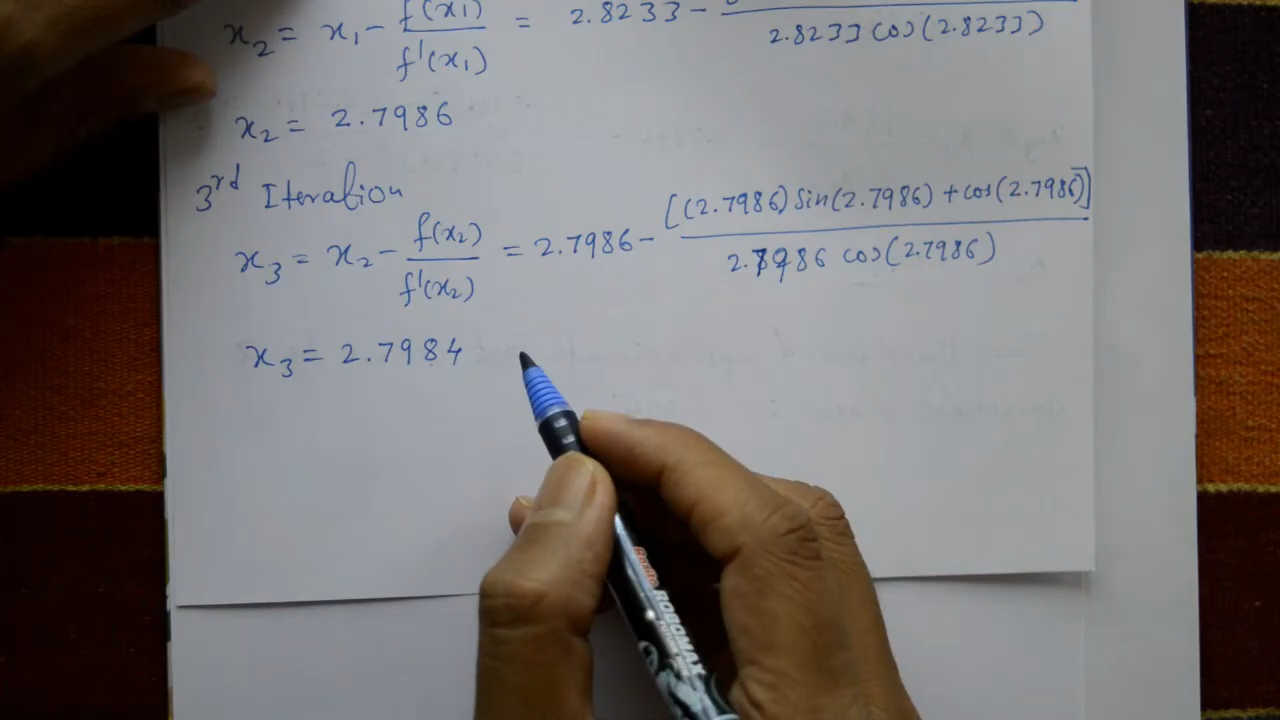 x₂ = x₁ - f(x₁)/f'(x₁) = 2.8233 - 2.8233 cos(2.8233)
x₂ = 2.7986
3rd Iteration
x₃ = x₂ - f(x₂)/f'(x₂) = 2.7986 - [(2.7986) sin(2.7986) + cos(2.7986)]/2.7986 cos(2.7986)
x₃ = 2.7984
ROBOMAX